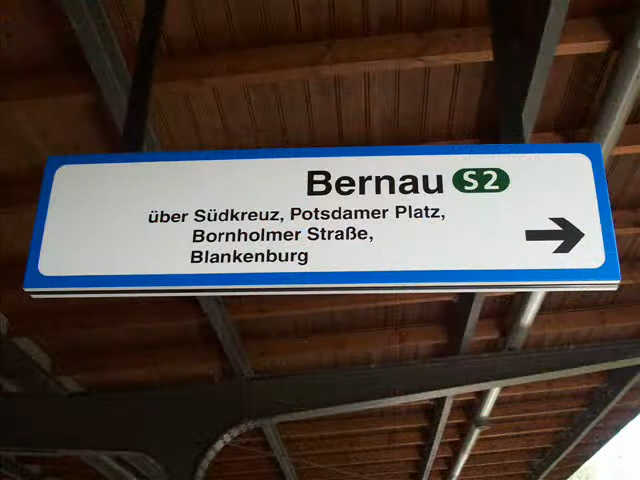 Bernau S2
über Südkreuz, Potsdamer Platz,
Bornholmer Straße,
Blankenburg